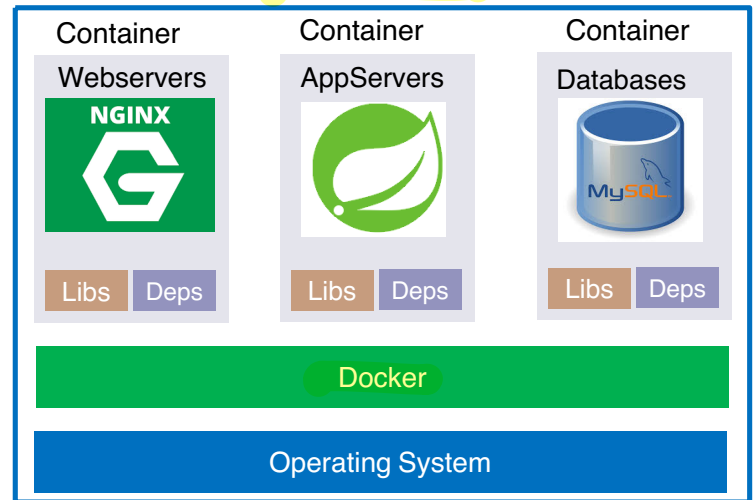 Container Container Container
Webservers AppServers Databases
NGINX
G
MySQL
Libs Deps Libs Deps Libs Deps
Docker
Operating System